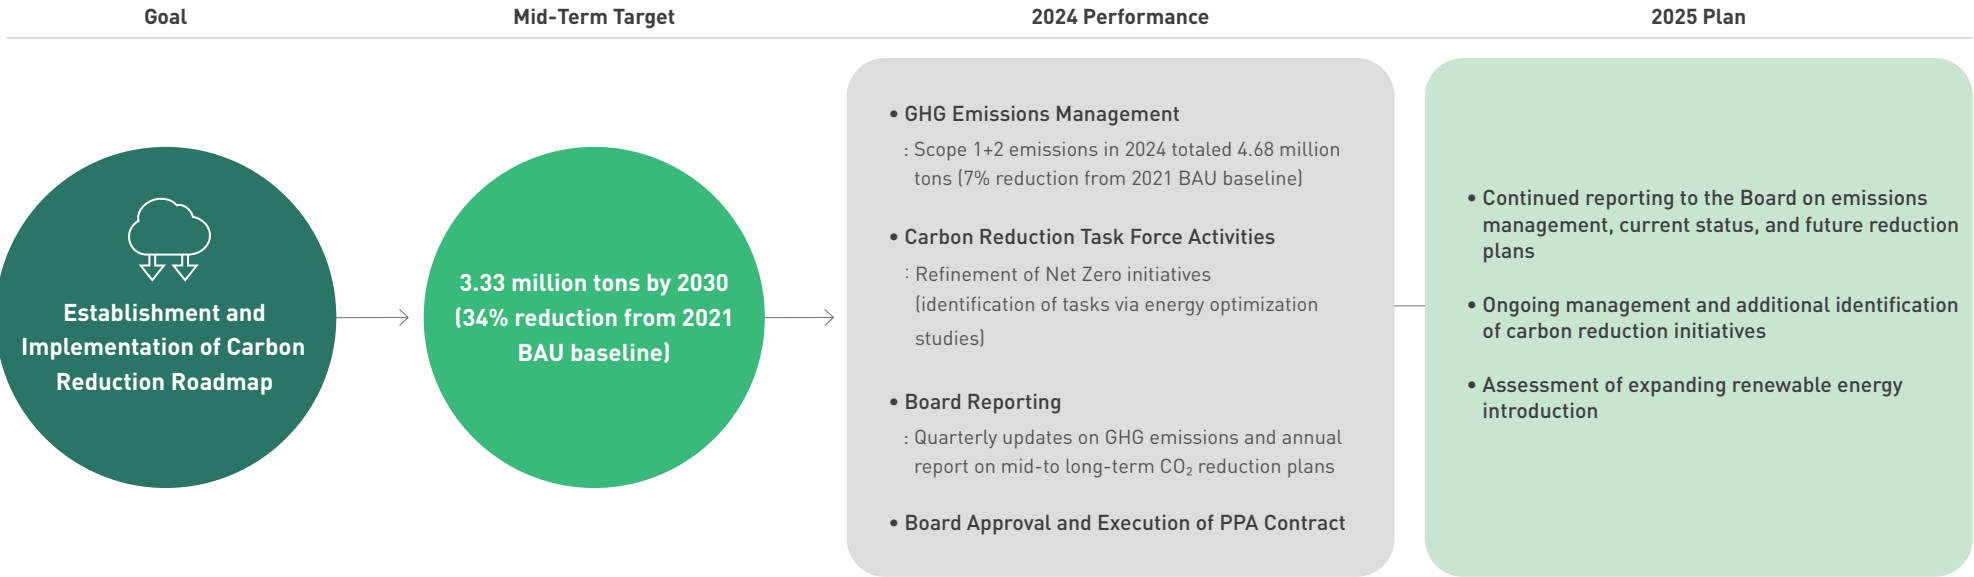 Goal
Mid-Term Target
2024 Performance
2025 Plan
Establishment and
Implementation of Carbon
Reduction Roadmap
3.33 million tons by 2030
(34% reduction from 2021
BAU baseline)
• GHG Emissions Management
: Scope 1+2 emissions in 2024 totaled 4.68 million
tons (7% reduction from 2021 BAU baseline)
• Carbon Reduction Task Force Activities
: Refinement of Net Zero initiatives
(identification of tasks via energy optimization
studies)
• Board Reporting
: Quarterly updates on GHG emissions and annual
report on mid-to long-term CO₂ reduction plans
• Board Approval and Execution of PPA Contract
• Continued reporting to the Board on emissions
management, current status, and future reduction
plans
• Ongoing management and additional identification
of carbon reduction initiatives
• Assessment of expanding renewable energy
introduction